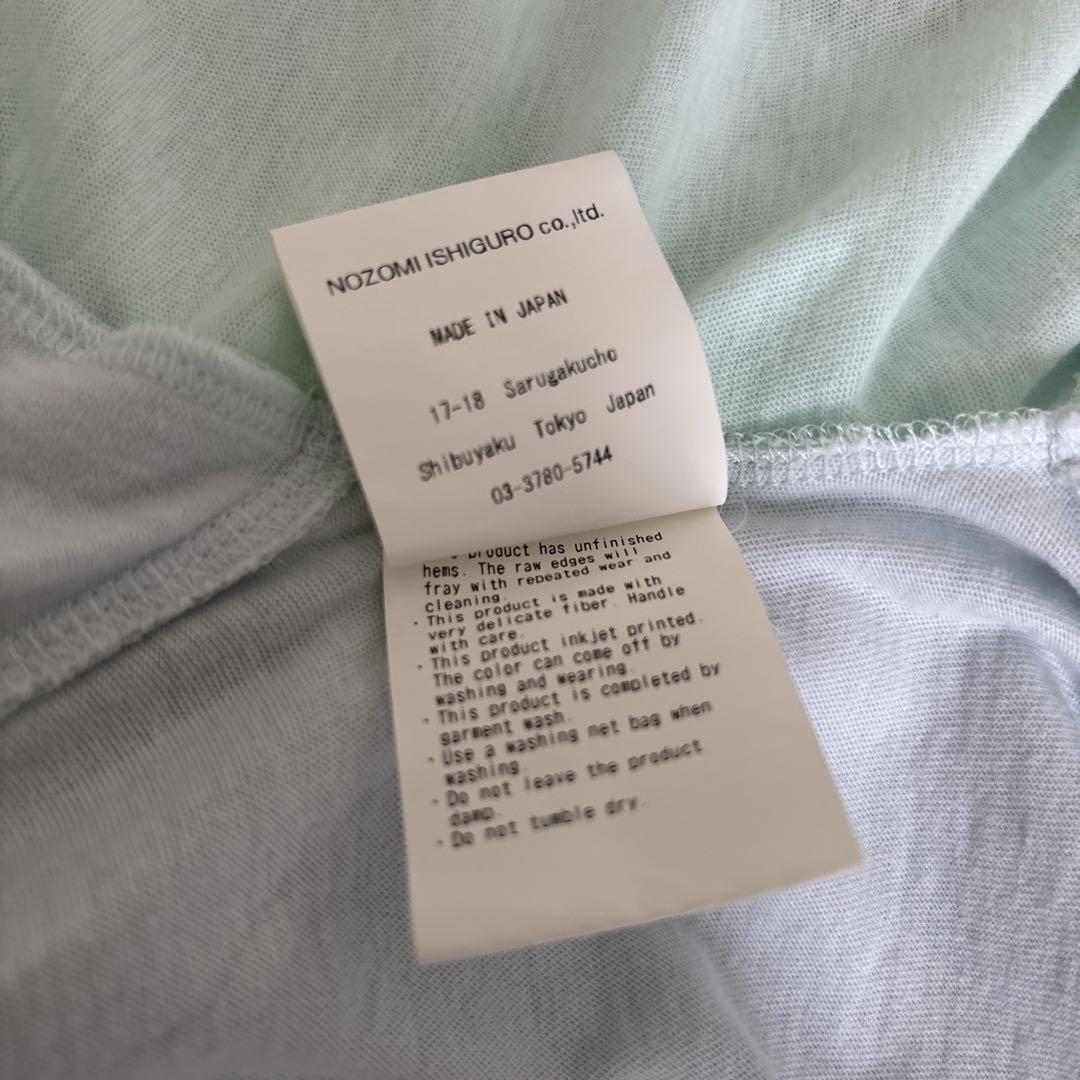 NOZOMI ISHIGURO co.,ltd.
MADE IN JAPAN
17-18 Sarugakucho
Shibuyaku Tokyo Japan
03-3780-5744
product has unfinished
hems. The raw edges will
fray with repeated wear and
cleaning.
· This product is made with
very delicate fiber. Handle
with care.
· This product inkjet printed.
The color can come off by
washing and wearing.
· This product is completed by
garment wash.
· Use a washing net bag when
washing.
· Do not leave the product
damp.
· Do not tumble dry.